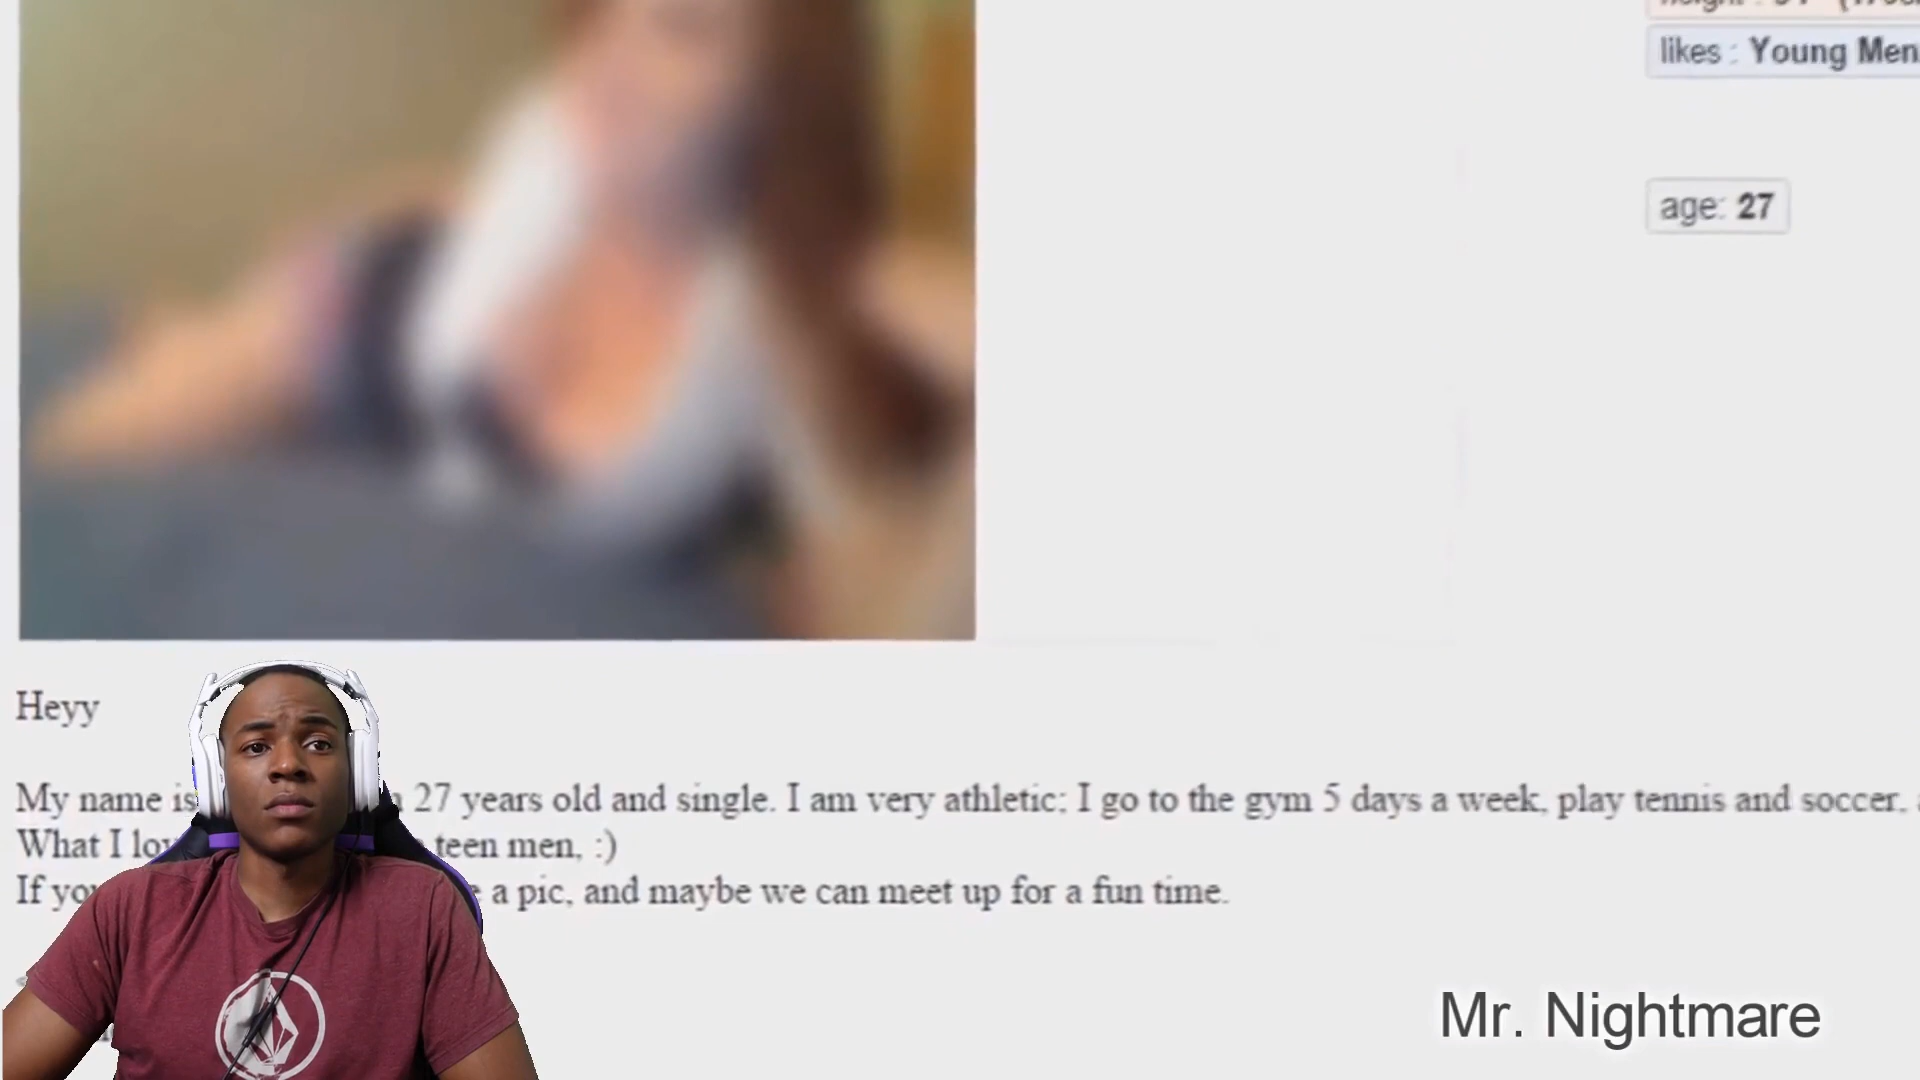 likes : Young Men
age: 27
Heyy
My name is 27 years old and single. I am very athletic; I go to the gym 5 days a week, play tennis and soccer,
What I lov teen men, :)
If you a pic, and maybe we can meet up for a fun time.
Mr. Nightmare